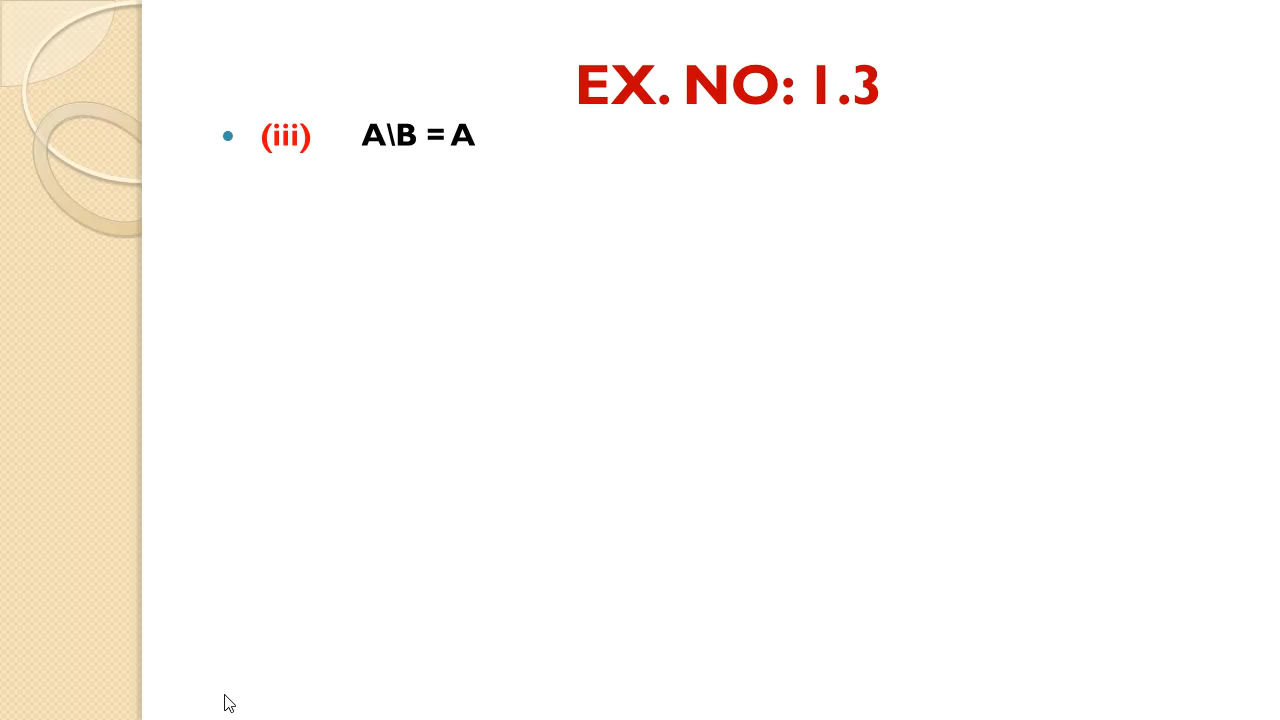 EX. NO: 1.3
(iii) A\B = A